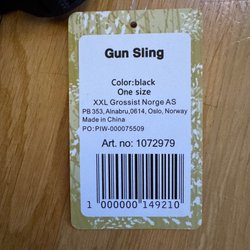 Gun Sling
Color:black
One size
XXL Grossist Norge AS
PB 353, Alnabru,0614, Oslo, Norway
Made in China
PO:PIW-000075509
Art. no: 1072979
1 000000 149210